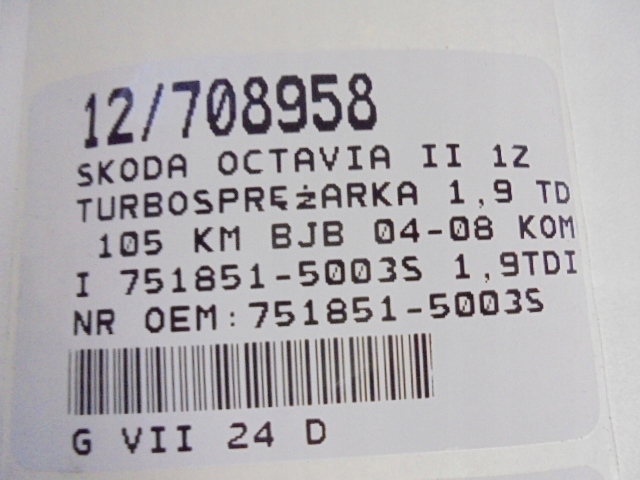 12/708958
SKODA OCTAVIA II 1Z
TURBOSPRĘżARKA 1,9 TD
105 KM BJB 04-08 KOM
I 751851-5003S 1,9TDI
NR OEM:751851-5003S
G VII 24 D